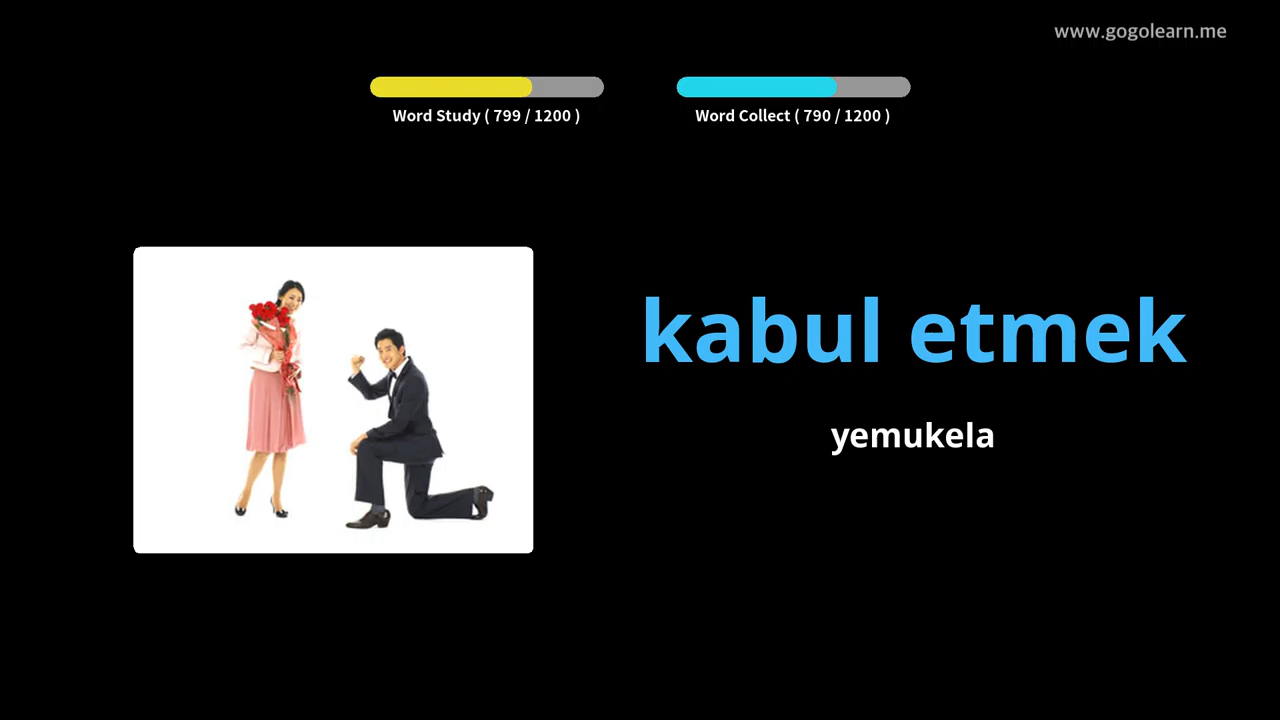 www.gogolearn.me
Word Study ( 799 / 1200 )
Word Collect ( 790 / 1200 )
kabul etmek
yemukela